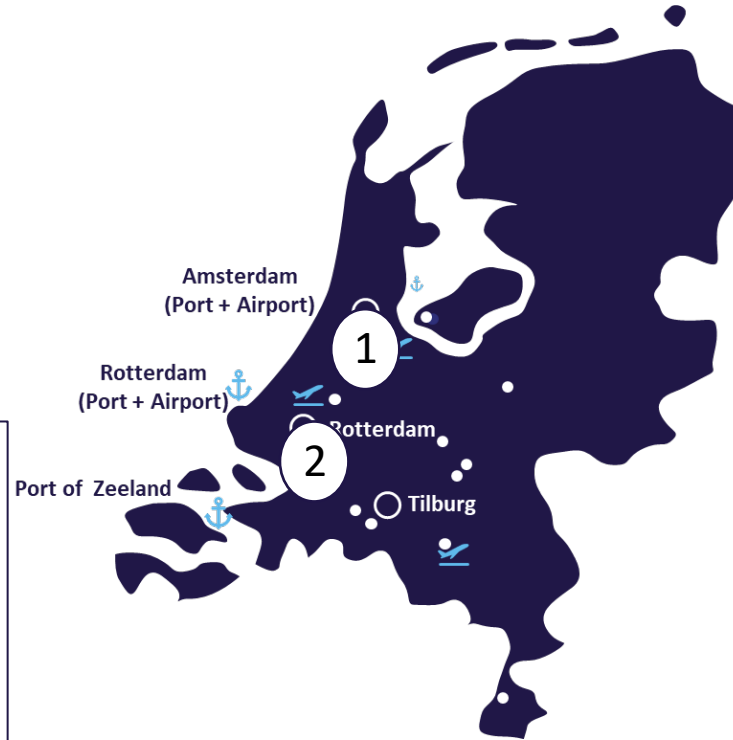 Amsterdam
(Port + Airport)
1
Rotterdam
(Port + Airport)
Rotterdam
2
Port of Zeeland
Tilburg